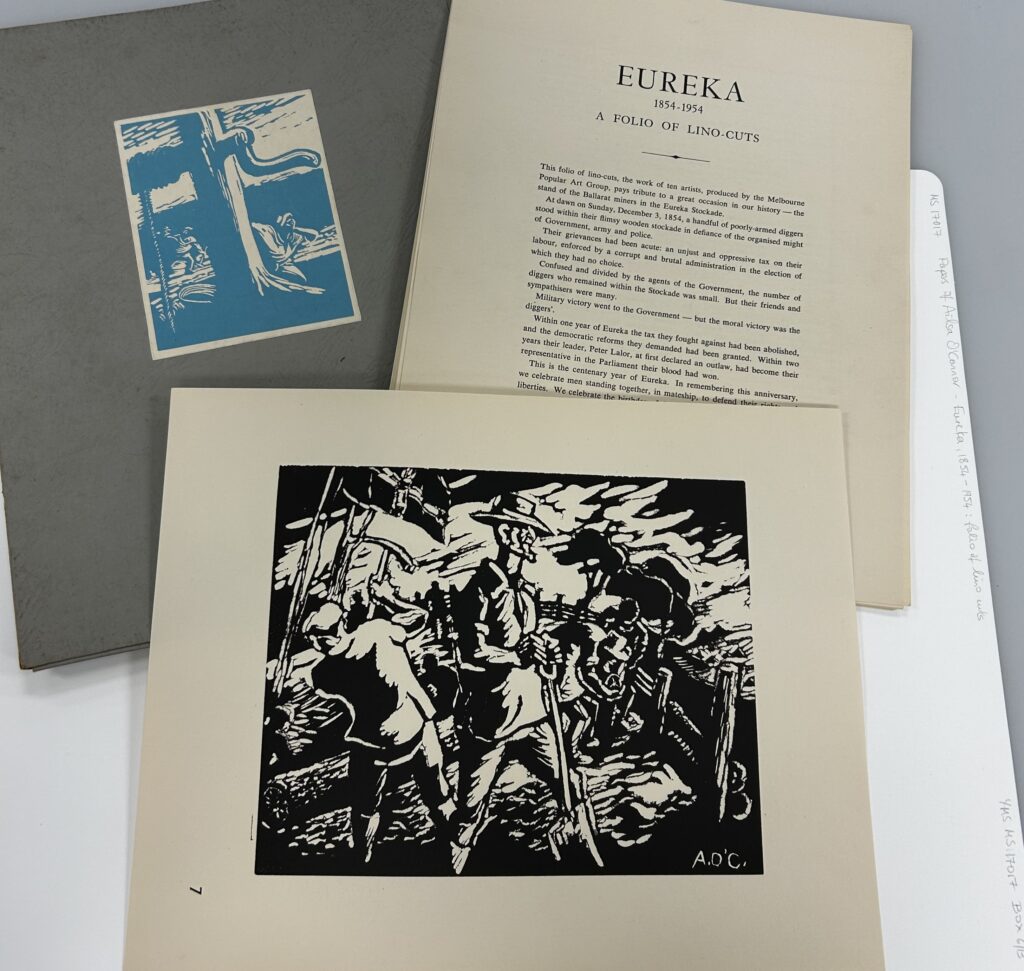 EUREKA
1854-1954
A FOLIO OF LINO-CUTS
This folio of lino-cuts, the work of ten artists, produced by the Melbourne
Popular Art Group, pays tribute to a great occasion in our history — the
stand of the Ballarat miners in the Eureka Stockade.
At dawn on Sunday, December 3, 1854, a handful of poorly-armed diggers
stood within their flimsy wooden stockade in defiance of the organised might
of Government, army and police.
Their grievances had been acute: an unjust and oppressive tax on their
labour, enforced by a corrupt and brutal administration in the election of
which they had no choice.
Confused and divided by the agents of the Government, the number of
diggers who remained within the Stockade was small. But their friends and
sympathisers were many.
Military victory went to the Government — but the moral victory was the
diggers'.
Within one year of Eureka the tax they fought against had been abolished,
and the democratic reforms they demanded had been granted. Within two
years their leader, Peter Lalor, at first declared an outlaw, had become their
representative in the Parliament their blood had won.
This is the centenary year of Eureka. In remembering this anniversary,
we celebrate men standing together, in mateship, to defend their
liberties. We celebrate the
A.O'C.
7
MS 17017 Papers of Ailsa O'Connor - Eureka, 1854-1954: folio of lino cuts
MS 17017 Box